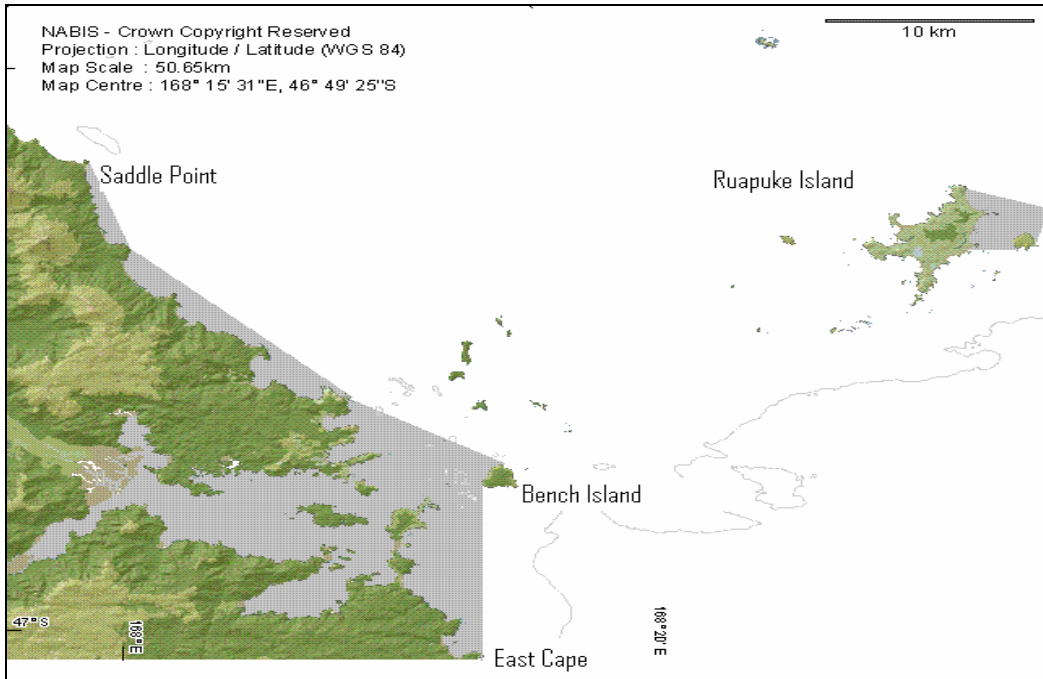 NABIS - Crown Copyright Reserved
Projection : Longitude / Latitude (WGS 84)
Map Scale : 50.65km
Map Centre : 168° 15' 31"E, 46° 49' 25"S
10 km
Saddle Point
Ruapuke Island
Bench Island
47° S
168° E
168° 20' E
East Cape